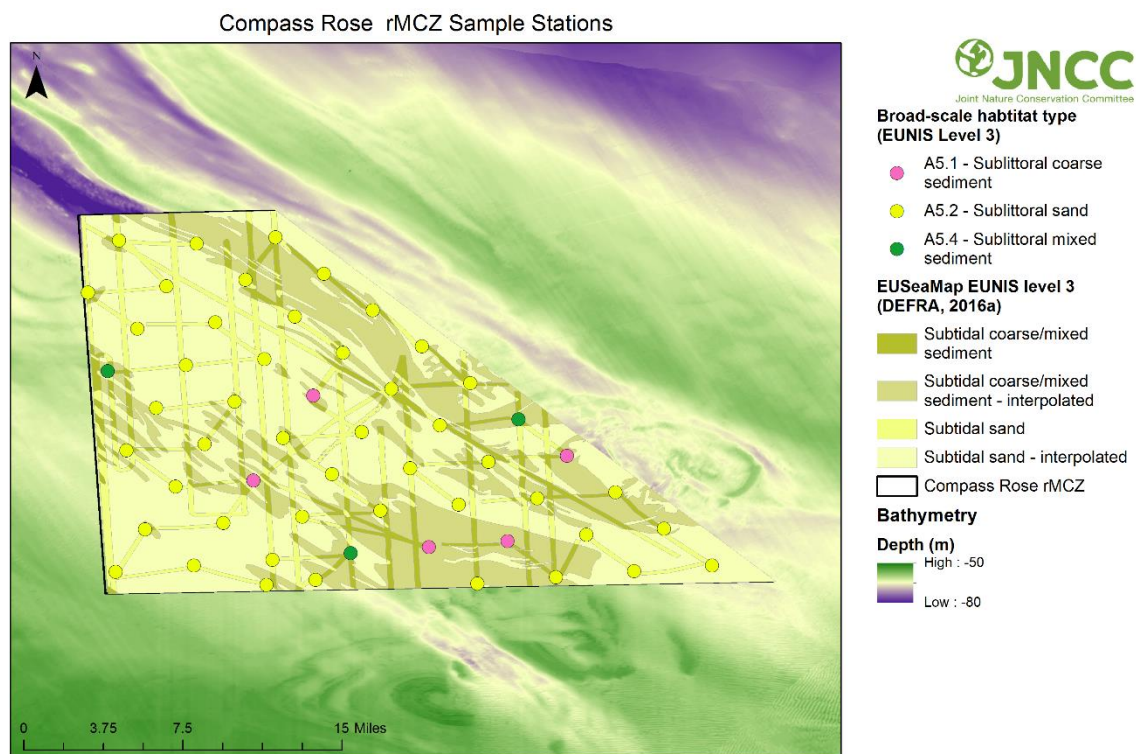 Compass Rose rMCZ Sample Stations
N
JNCC
Joint Nature Conservation Committee
Broad-scale habtitat type
(EUNIS Level 3)
A5.1 - Sublittoral coarse
sediment
A5.2 - Sublittoral sand
A5.4 - Sublittoral mixed
sediment
EUSeaMap EUNIS level 3
(DEFRA, 2016a)
Subtidal coarse/mixed
sediment
Subtidal coarse/mixed
sediment - interpolated
Subtidal sand
Subtidal sand - interpolated
Compass Rose rMCZ
Bathymetry
Depth (m)
High : -50
Low : -80
0 3.75 7.5 15 Miles